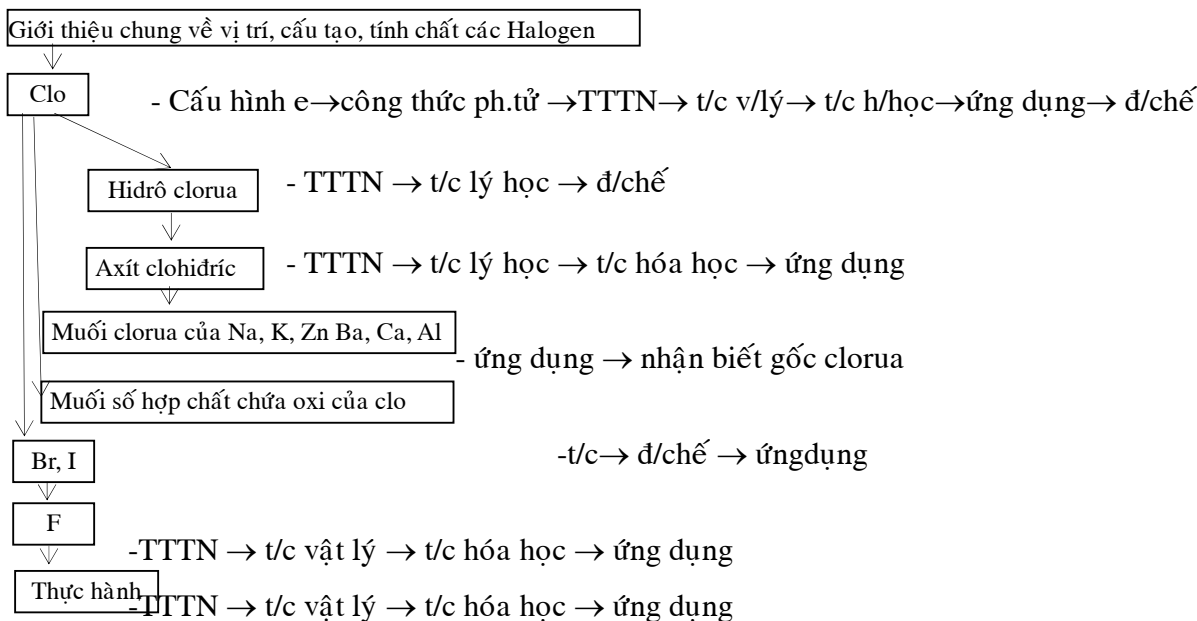 Giới thiệu chung về vị trí, cấu tạo, tính chất các Halogen
Clo
- Cấu hình e→công thức ph.tử →TTTN→ t/c v/lý→ t/c h/học→ứng dụng→ đ/chế
Hidrô clorua
- TTTN → t/c lý học → đ/chế
Axít clohiđríc
- TTTN → t/c lý học → t/c hóa học → ứng dụng
Muối clorua của Na, K, Zn Ba, Ca, Al
- ứng dụng → nhận biết gốc clorua
Muối số hợp chất chứa oxi của clo
Br, I
-t/c→ đ/chế → ứngdụng
F
-TTTN → t/c vật lý → t/c hóa học → ứng dụng
Thực hành
-TTTN → t/c vật lý → t/c hóa học → ứng dụng